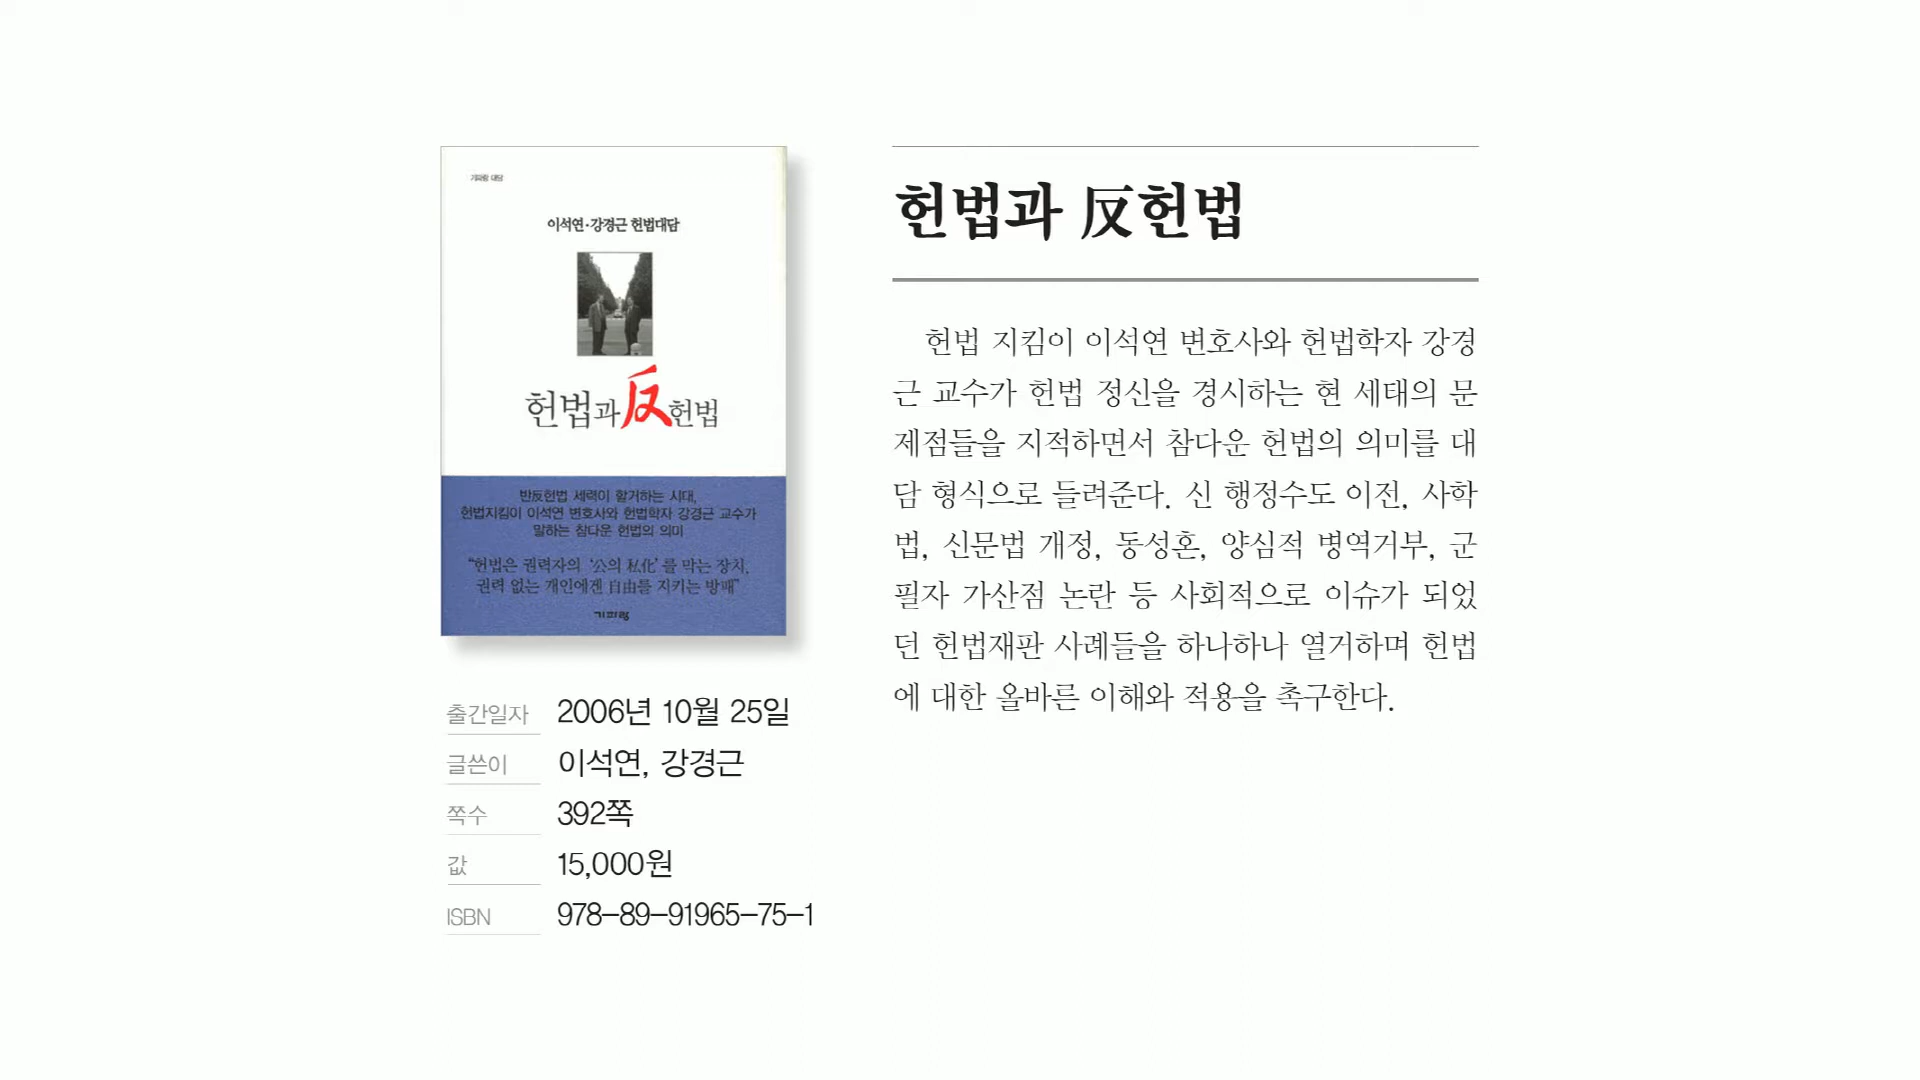 기파랑 대담
이석연·강경근 헌법대담
헌법과 反헌법
반反헌법 세력이 할거하는 시대,
헌법지킴이 이석연 변호사와 헌법학자 강경근 교수가
말하는 참다운 헌법의 의미
“헌법은 권력자의 ‘公의 私化’를 막는 장치,
권력 없는 개인에겐 自由를 지키는 방패”
기파랑
출간일자 2006년 10월 25일
글쓴이 이석연, 강경근
쪽수 392쪽
값 15,000원
ISBN 978-89-91965-75-1
헌법과 反헌법
헌법 지킴이 이석연 변호사와 헌법학자 강경
근 교수가 헌법 정신을 경시하는 현 세태의 문
제점들을 지적하면서 참다운 헌법의 의미를 대
담 형식으로 들려준다. 신 행정수도 이전, 사학
법, 신문법 개정, 동성혼, 양심적 병역거부, 군
필자 가산점 논란 등 사회적으로 이슈가 되었
던 헌법재판 사례들을 하나하나 열거하며 헌법
에 대한 올바른 이해와 적용을 촉구한다.